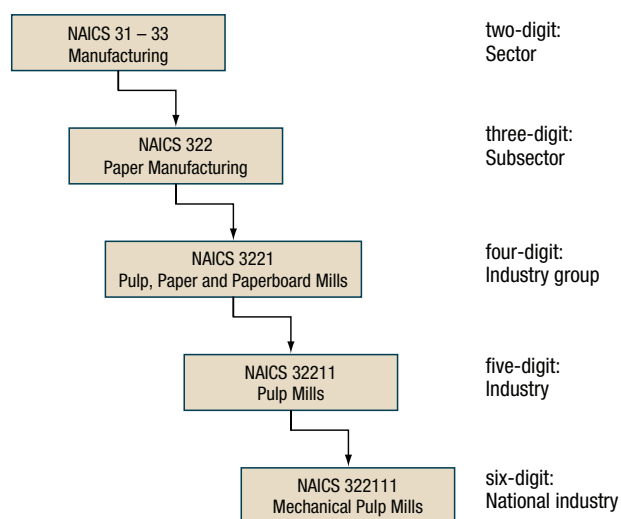 NAICS 31 – 33
Manufacturing
two-digit:
Sector
NAICS 322
Paper Manufacturing
three-digit:
Subsector
NAICS 3221
Pulp, Paper and Paperboard Mills
four-digit:
Industry group
NAICS 32211
Pulp Mills
five-digit:
Industry
NAICS 322111
Mechanical Pulp Mills
six-digit:
National industry